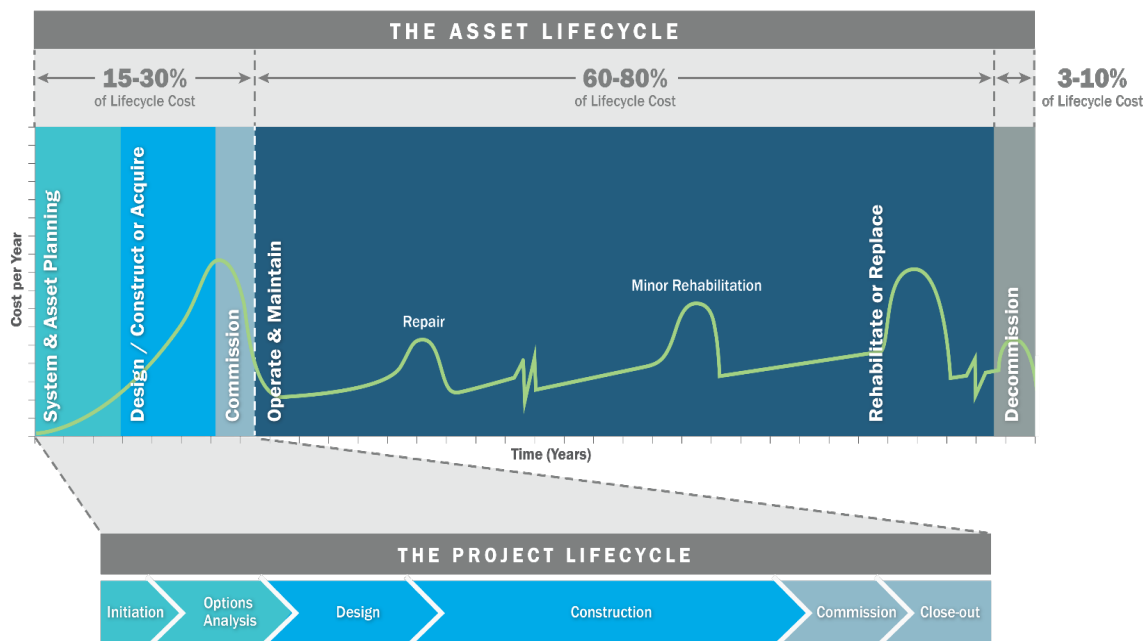 THE ASSET LIFECYCLE
15-30%
of Lifecycle Cost
60-80%
of Lifecycle Cost
3-10%
of Lifecycle Cost
Cost per Year
System & Asset Planning
Design / Construct or Acquire
Commission
Operate & Maintain
Repair
Minor Rehabilitation
Rehabilitate or Replace
Decommission
Time (Years)
THE PROJECT LIFECYCLE
Initiation
Options
Analysis
Design
Construction
Commission
Close-out